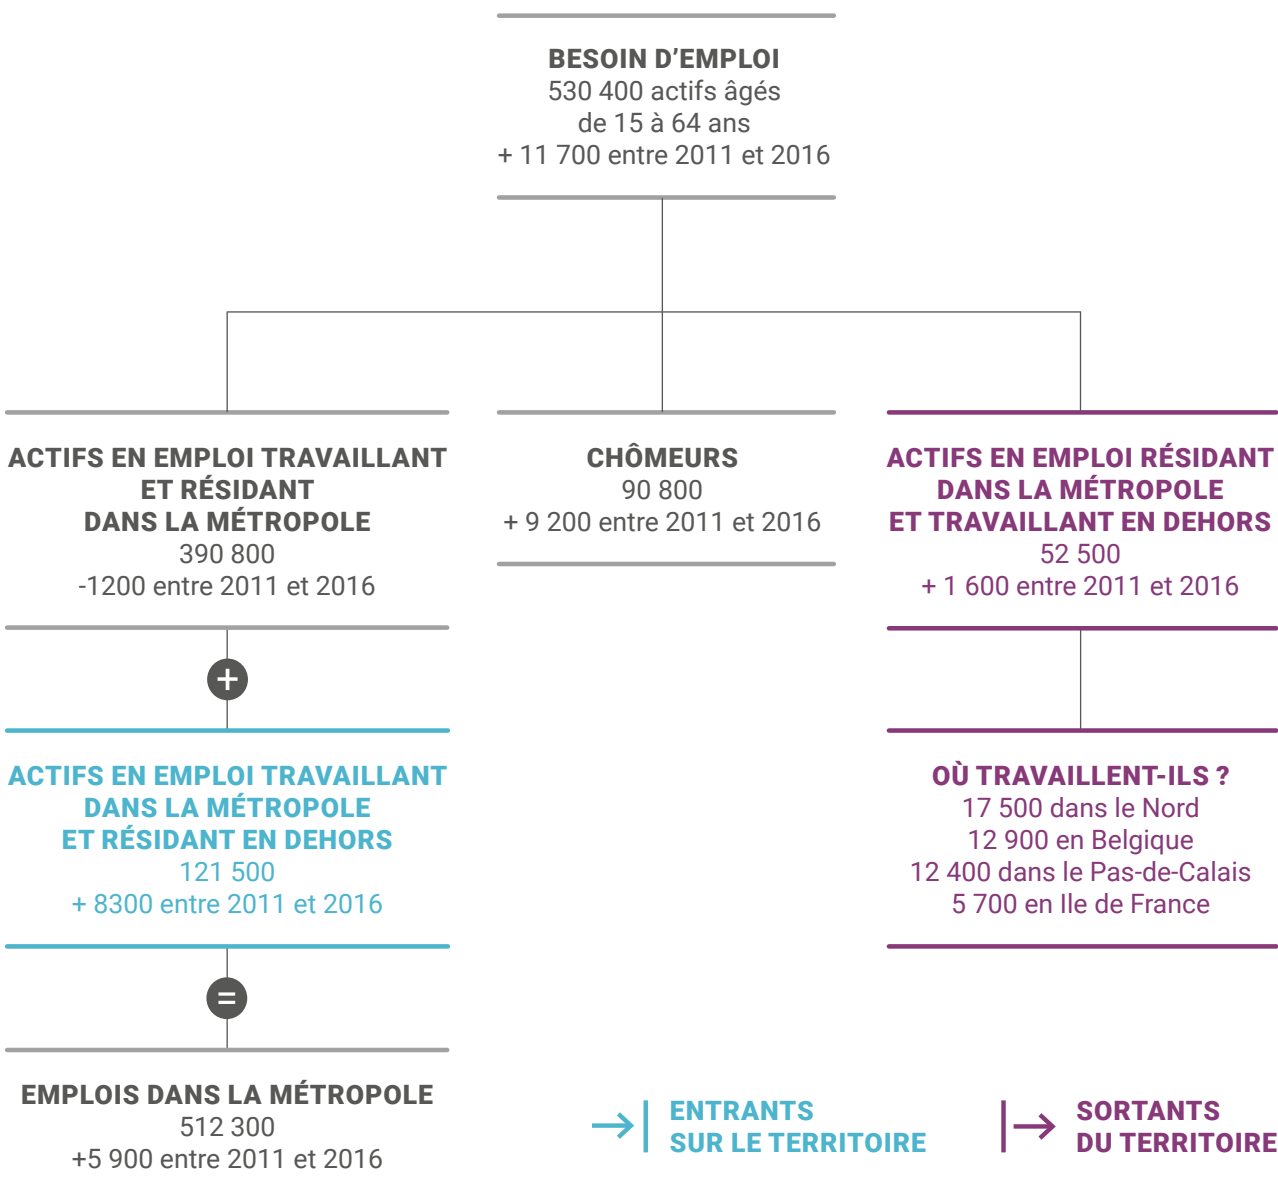 BESOIN D’EMPLOI
530 400 actifs âgés
de 15 à 64 ans
+ 11 700 entre 2011 et 2016
ACTIFS EN EMPLOI TRAVAILLANT
ET RÉSIDANT
DANS LA MÉTROPOLE
390 800
-1200 entre 2011 et 2016
CHÔMEURS
90 800
+ 9 200 entre 2011 et 2016
ACTIFS EN EMPLOI RÉSIDANT
DANS LA MÉTROPOLE
ET TRAVAILLANT EN DEHORS
52 500
+ 1 600 entre 2011 et 2016
+
ACTIFS EN EMPLOI TRAVAILLANT
DANS LA MÉTROPOLE
ET RÉSIDANT EN DEHORS
121 500
+ 8300 entre 2011 et 2016
OÙ TRAVAILLENT-ILS ?
17 500 dans le Nord
12 900 en Belgique
12 400 dans le Pas-de-Calais
5 700 en Ile de France
=
EMPLOIS DANS LA MÉTROPOLE
512 300
+5 900 entre 2011 et 2016
ENTRANTS
SUR LE TERRITOIRE
SORTANTS
DU TERRITOIRE